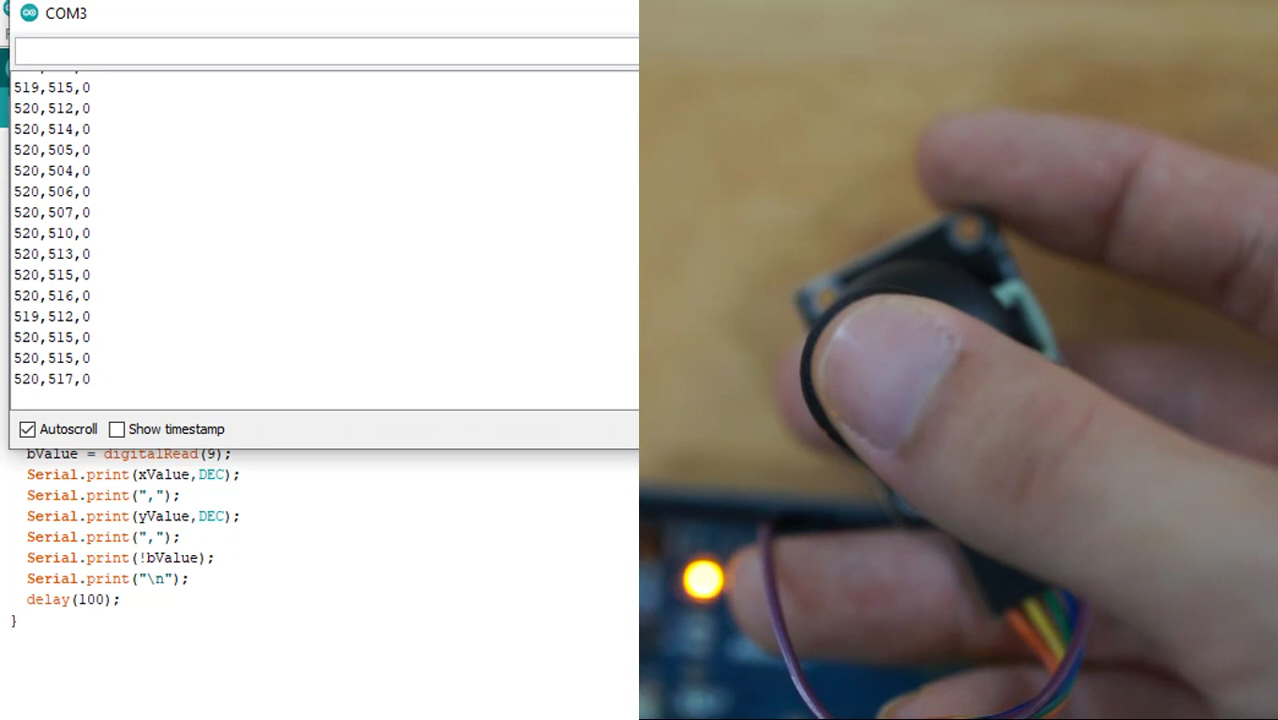 COM3
519,515,0
520,512,0
520,514,0
520,505,0
520,504,0
520,506,0
520,507,0
520,510,0
520,513,0
520,515,0
520,516,0
519,512,0
520,515,0
520,515,0
520,517,0
Autoscroll Show timestamp
bValue = digitalRead(9);
Serial.print(xValue,DEC);
Serial.print(",");
Serial.print(yValue,DEC);
Serial.print(",");
Serial.print(!bValue);
Serial.print("\n");
delay(100);
}